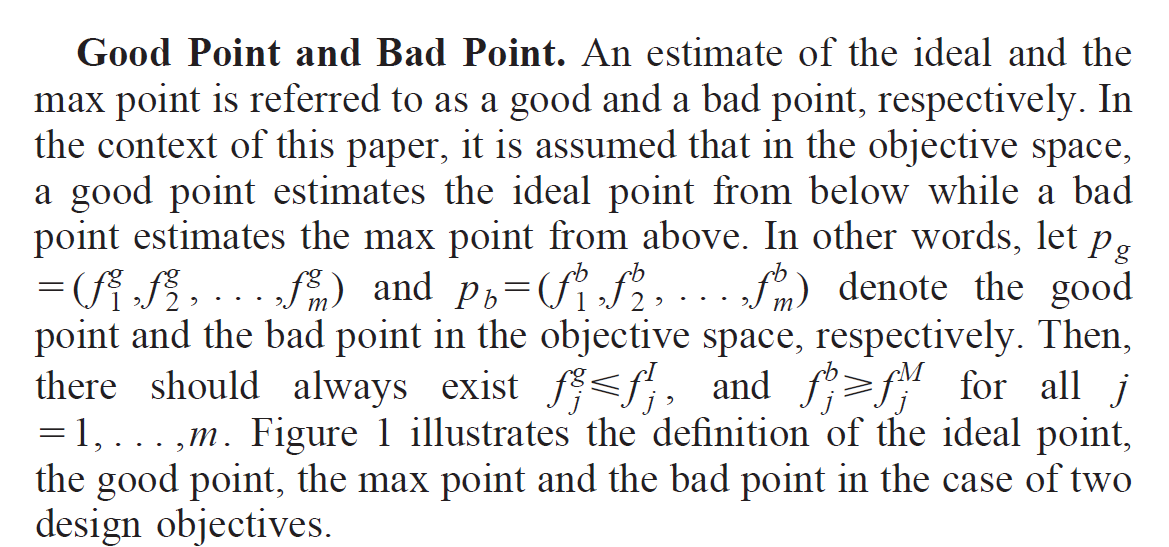 Good Point and Bad Point. An estimate of the ideal and the
max point is referred to as a good and a bad point, respectively. In
the context of this paper, it is assumed that in the objective space,
a good point estimates the ideal point from below while a bad
point estimates the max point from above. In other words, let p_g
=(f_1^g,f_2^g, . . . ,f_m^g) and p_b=(f_1^b,f_2^b, . . . ,f_m^b) denote the good
point and the bad point in the objective space, respectively. Then,
there should always exist f_j^g⩽f_j^I, and f_j^b⩾f_j^M for all j
=1, . . . ,m. Figure 1 illustrates the definition of the ideal point,
the good point, the max point and the bad point in the case of two
design objectives.